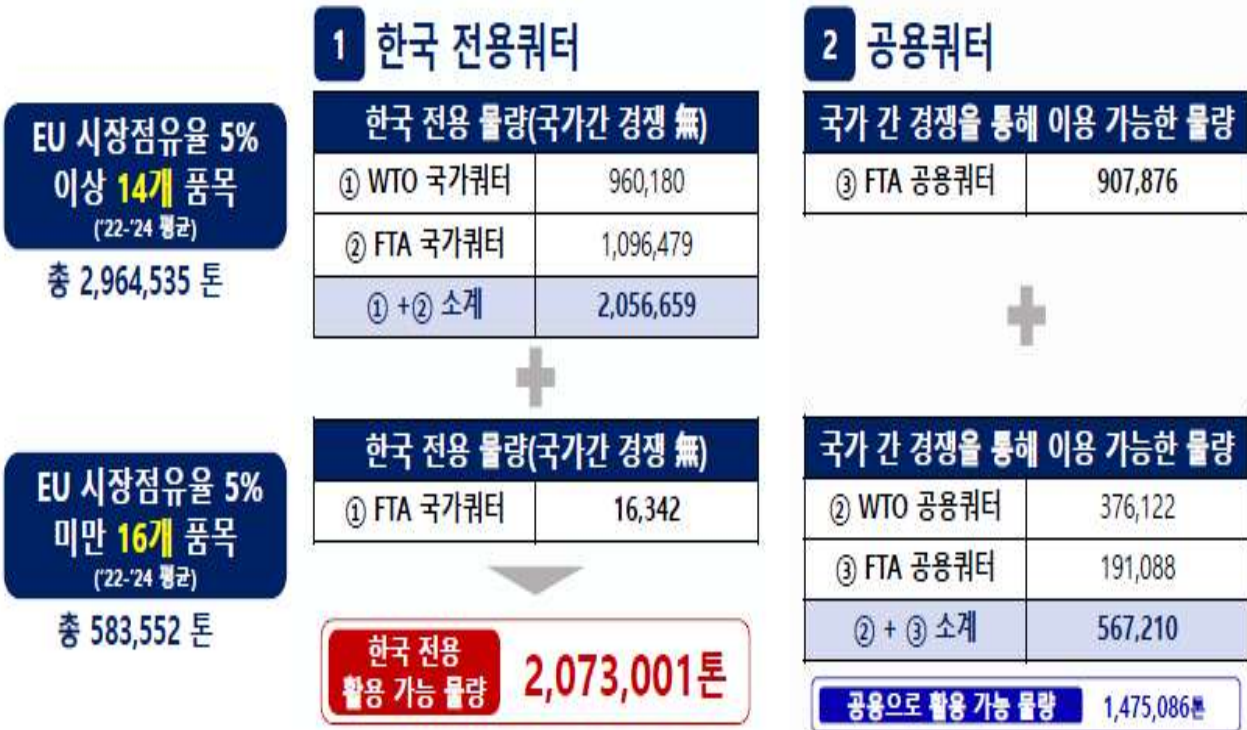 1 한국 전용쿼터
2 공용쿼터
EU 시장점유율 5%
이상 14개 품목
('22-'24 평균)
총 2,964,535 톤
한국 전용 물량(국가간 경쟁 無)
① WTO 국가쿼터 960,180
② FTA 국가쿼터 1,096,479
① +② 소계 2,056,659
국가 간 경쟁을 통해 이용 가능한 물량
③ FTA 공용쿼터 907,876
EU 시장점유율 5%
미만 16개 품목
('22-'24 평균)
총 583,552 톤
한국 전용 물량(국가간 경쟁 無)
① FTA 국가쿼터 16,342
한국 전용
활용 가능 물량
2,073,001톤
국가 간 경쟁을 통해 이용 가능한 물량
② WTO 공용쿼터 376,122
③ FTA 공용쿼터 191,088
② + ③ 소계 567,210
공용으로 활용 가능 물량 1,475,086톤